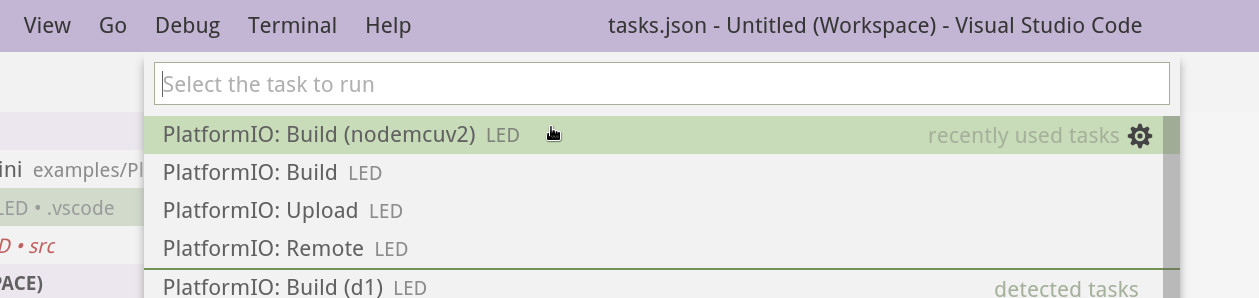 View Go Debug Terminal Help tasks.json - Untitled (Workspace) - Visual Studio Code
Select the task to run
PlatformIO: Build (nodemcuv2) LED recently used tasks
ini examples/Pl
PlatformIO: Build LED
LED • .vscode
PlatformIO: Upload LED
D • src
PlatformIO: Remote LED
PACE)
PlatformIO: Build (d1) LED detected tasks